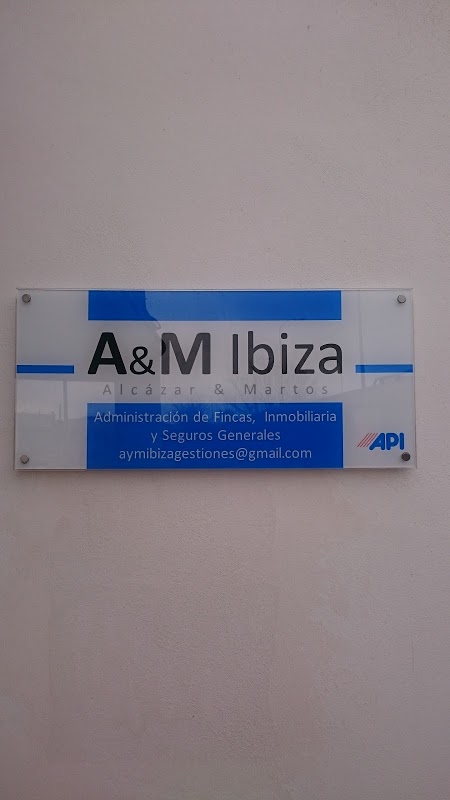 A&M Ibiza
Alcázar & Martos
Administración de Fincas, Inmobiliaria
y Seguros Generales
aymibizagestiones@gmail.com
API